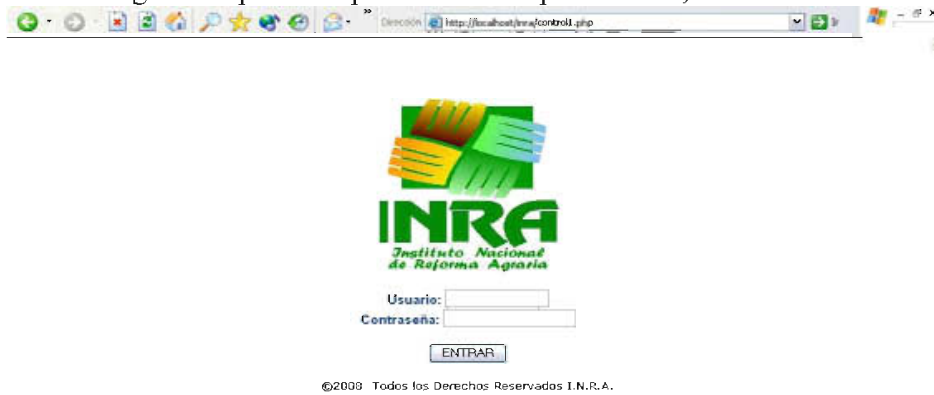 Dirección http://localhost/inra/control1.php
INRA
Instituto Nacional
de Reforma Agraria
Usuario:
Contraseña:
ENTRAR
©2008 Todos los Derechos Reservados I.N.R.A.